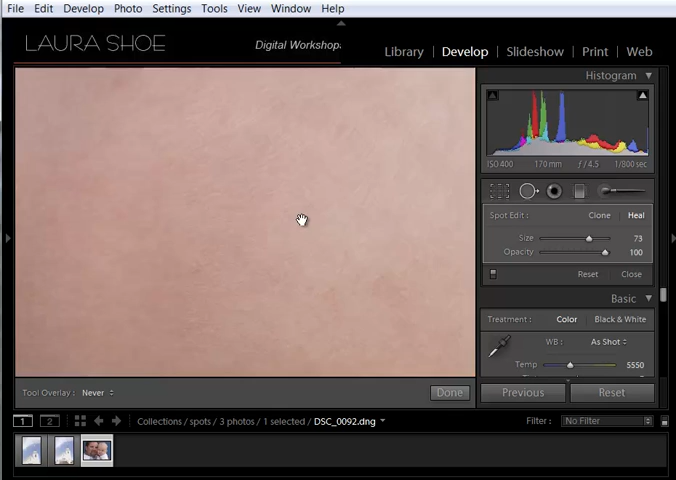 File Edit Develop Photo Settings Tools View Window Help
LAURA SHOE Digital Workshops
Library Develop Slideshow Print Web
Histogram
ISO 400 170 mm ƒ / 4.5 1/800 sec
Spot Edit : Clone Heal
Size 73
Opacity 100
Reset Close
Basic
Treatment : Color Black & White
WB : As Shot
Temp 5550
Tool Overlay : Never Done Previous Reset
1 2 Collections / spots / 3 photos / 1 selected / DSC_0092.dng Filter : No Filter